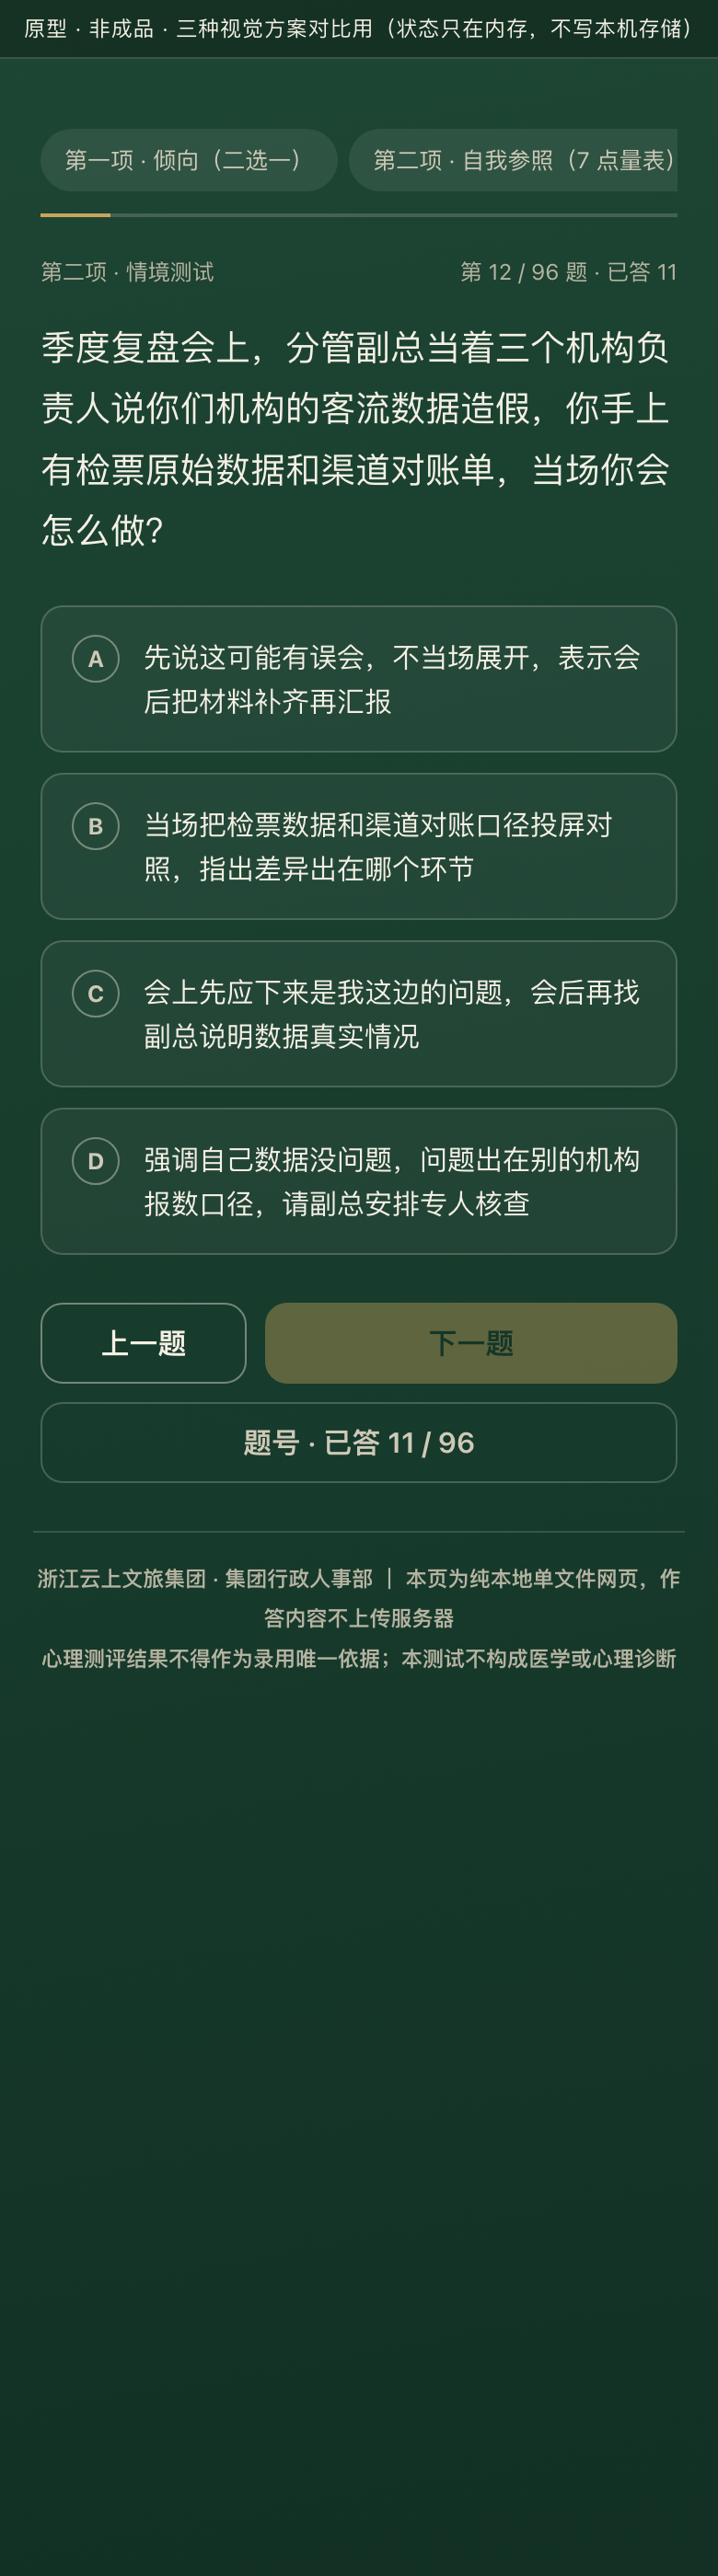 原型 · 非成品 · 三种视觉方案对比用（状态只在内存，不写本机存储）
第一项 · 倾向（二选一）
第二项 · 自我参照（7 点量表）
第二项 · 情境测试
第 12 / 96 题 · 已答 11
季度复盘会上，分管副总当着三个机构负
责人说你们机构的客流数据造假，你手上
有检票原始数据和渠道对账单，当场你会
怎么做？
A
先说这可能有误会，不当场展开，表示会
后把材料补齐再汇报
B
当场把检票数据和渠道对账口径投屏对
照，指出差异出在哪个环节
C
会上先应下来是我这边的问题，会后再找
副总说明数据真实情况
D
强调自己数据没问题，问题出在别的机构
报数口径，请副总安排专人核查
上一题
下一题
题号 · 已答 11 / 96
浙江云上文旅集团 · 集团行政人事部 ｜ 本页为纯本地单文件网页，作
答内容不上传服务器
心理测评结果不得作为录用唯一依据；本测试不构成医学或心理诊断